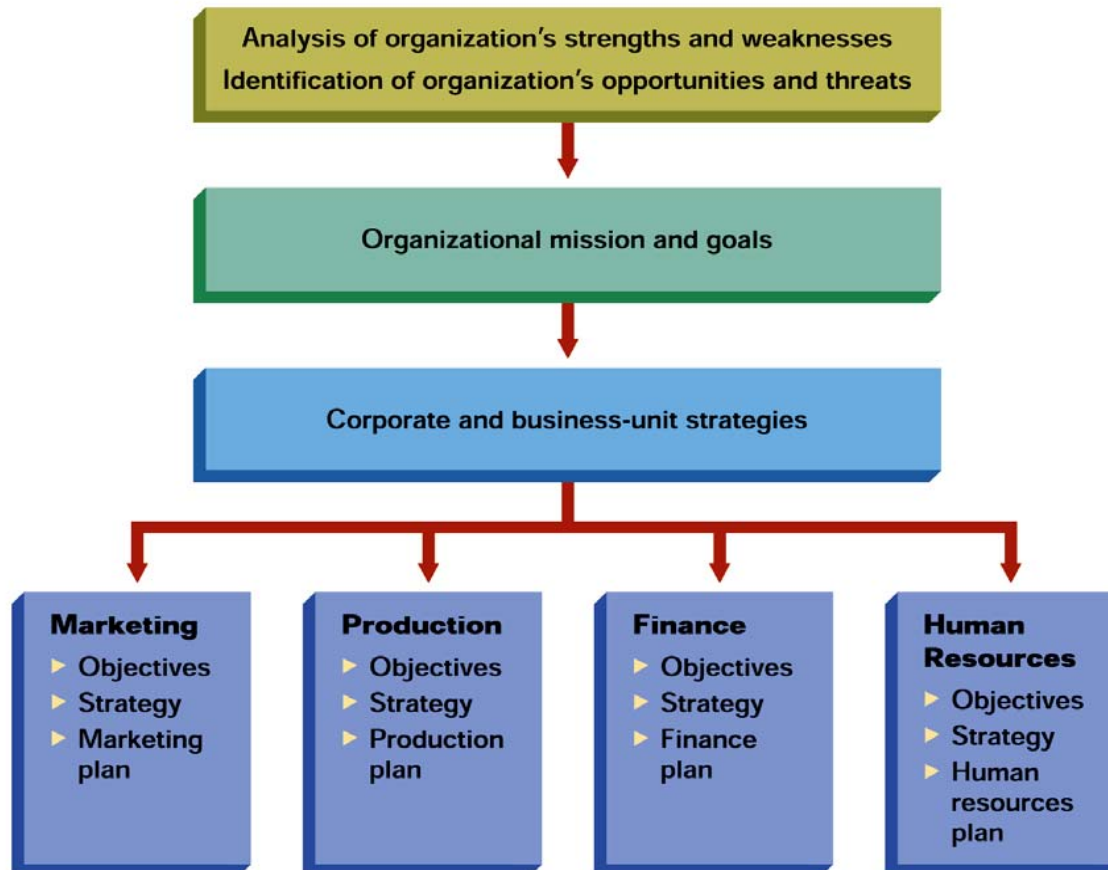 Analysis of organization's strengths and weaknesses
Identification of organization's opportunities and threats
Organizational mission and goals
Corporate and business-unit strategies
Marketing
Objectives
Strategy
Marketing
plan
Production
Objectives
Strategy
Production
plan
Finance
Objectives
Strategy
Finance
plan
Human
Resources
Objectives
Strategy
Human
resources
plan